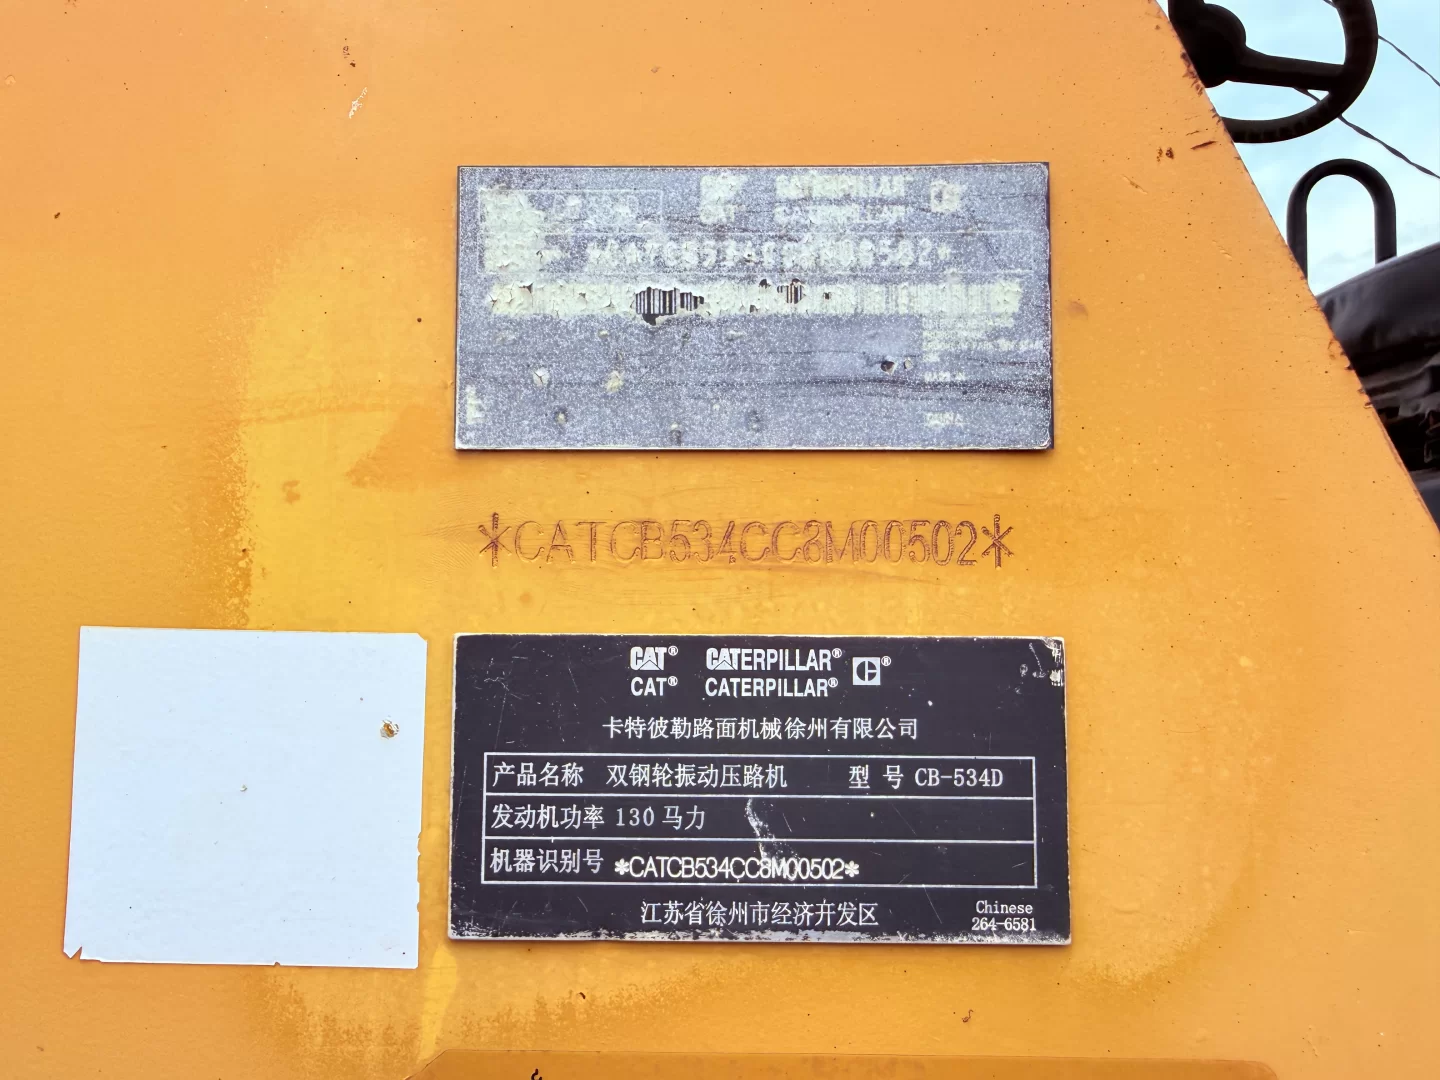 CATERPILLAR
CAT CATERPILLAR
*CATCB534CC8M00502*
CAT® CATERPILLAR® C®
CAT® CATERPILLAR®
卡特彼勒路面机械徐州有限公司
产品名称 双钢轮振动压路机 型 号 CB-534D
发动机功率 130 马力
机器识别号 *CATCB534CC8M00502*
江苏省徐州市经济开发区
Chinese
264-6581